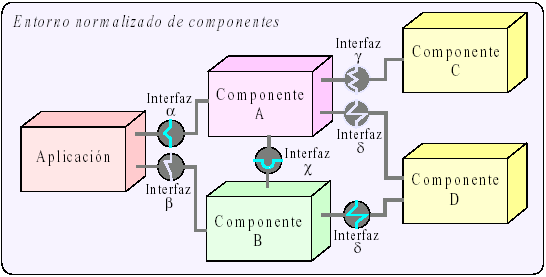 Entorno normalizado de componentes
Interfaz
γ
Componente
C
Interfaz
α
Componente
A
Aplicación
Interfaz
δ
Interfaz
χ
Interfaz
β
Componente
D
Componente
B
Interfaz
δ